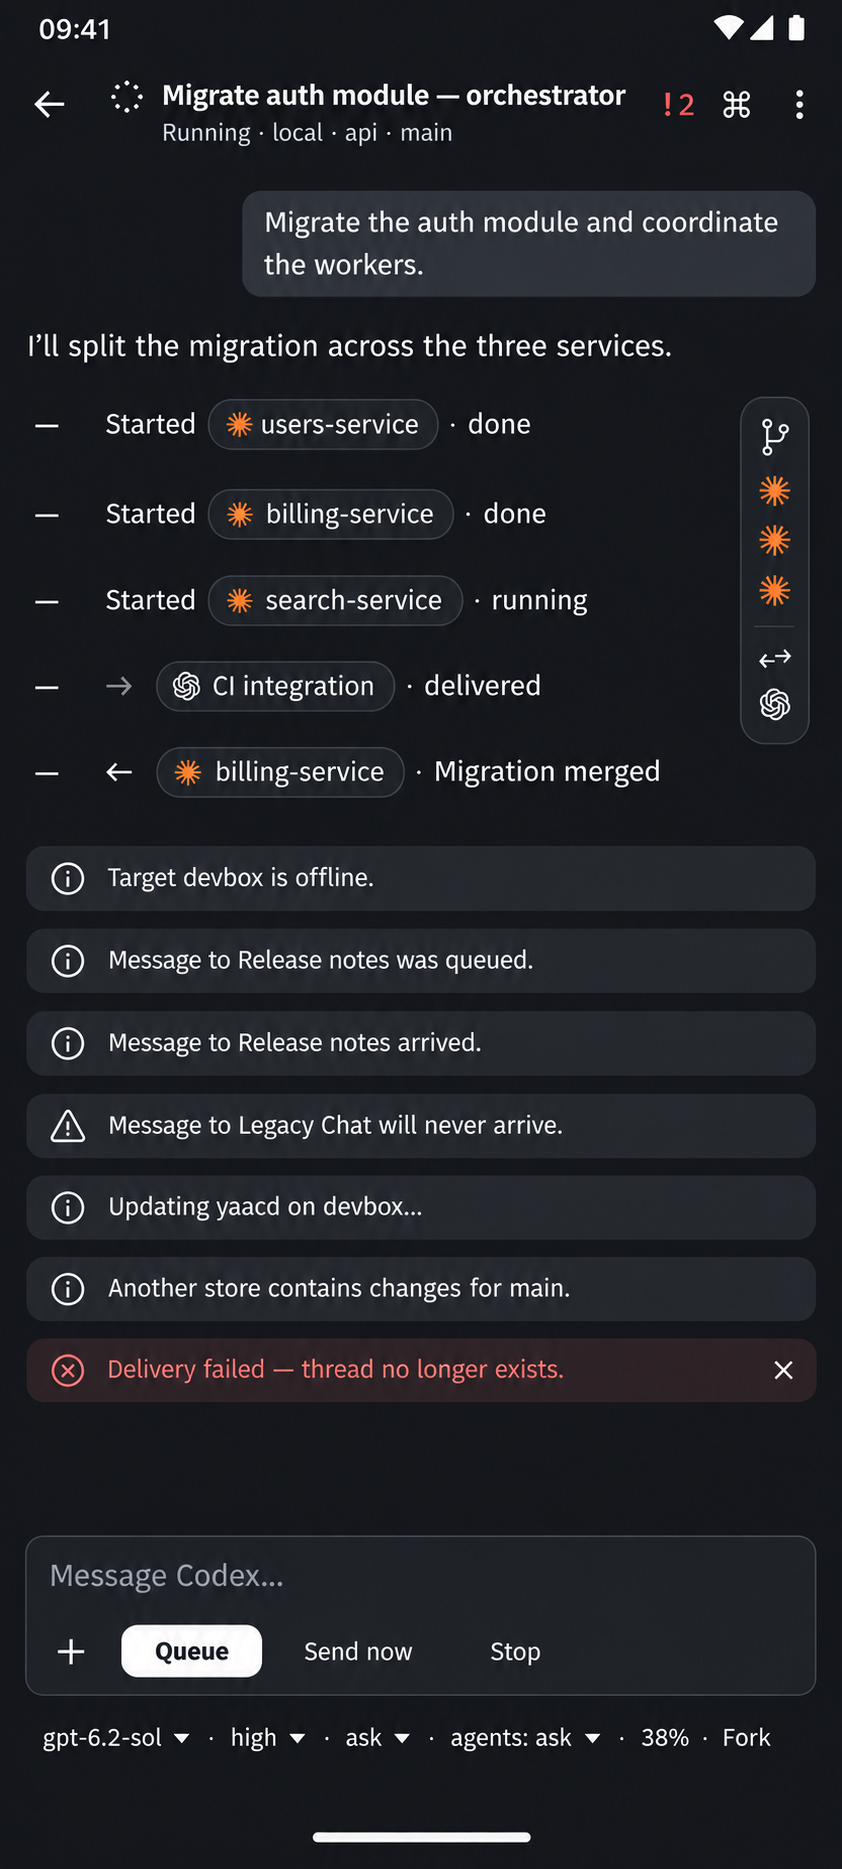 09:41
Migrate auth module — orchestrator
!2
Running · local · api · main
Migrate the auth module and coordinate
the workers.
I’ll split the migration across the three services.
— Started users-service · done
— Started billing-service · done
— Started search-service · running
— → CI integration · delivered
— ← billing-service · Migration merged
Target devbox is offline.
Message to Release notes was queued.
Message to Release notes arrived.
Message to Legacy Chat will never arrive.
Updating yaacd on devbox...
Another store contains changes for main.
Delivery failed — thread no longer exists.
Message Codex...
Queue Send now Stop
gpt-6.2-sol · high · ask · agents: ask · 38% · Fork